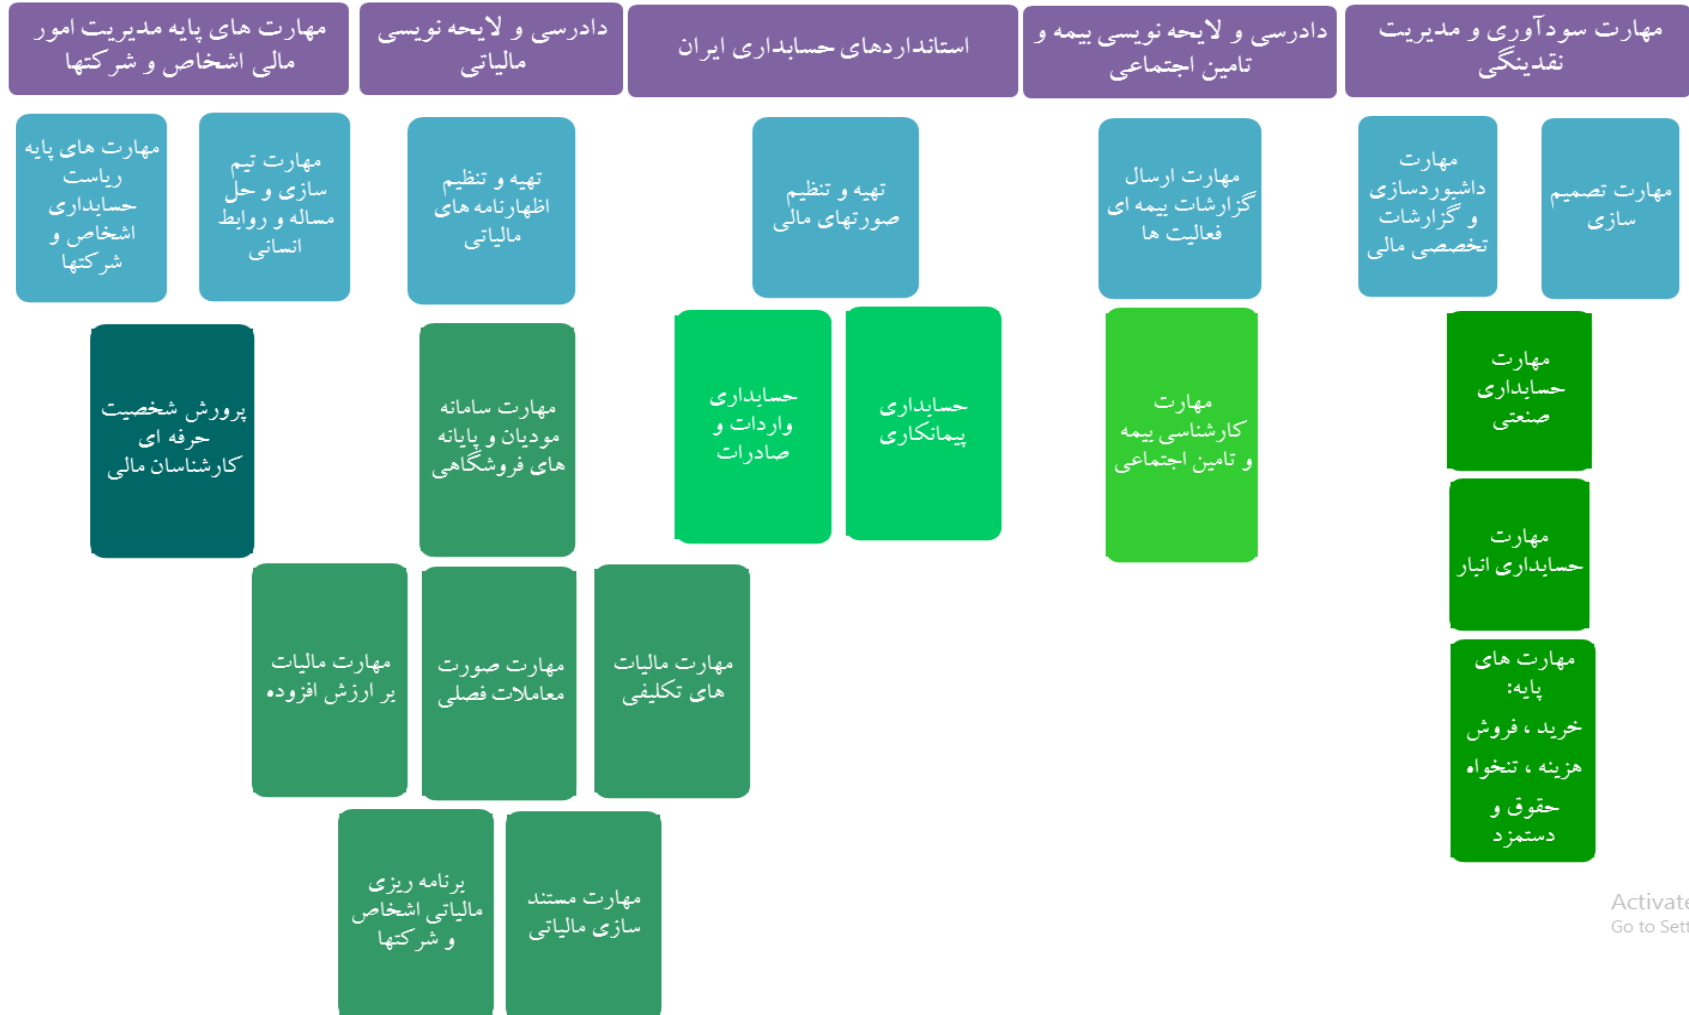 مهارت سودآوری و مدیریت
نقدینگی
دادرسی و لایحه نویسی بیمه و
تامین اجتماعی
استانداردهای حسابداری ایران
دادرسی و لایحه نویسی
مالیاتی
مهارت های پایه مدیریت امور
مالی اشخاص و شرکتها
مهارت تصمیم
سازی
مهارت
داشبوردسازی
و گزارشات
تخصصی مالی
مهارت ارسال
گزارشات بیمه ای
فعالیت ها
تهیه و تنظیم
صورتهای مالی
تهیه و تنظیم
اظهارنامه های
مالیاتی
مهارت تیم
سازی و حل
مساله و روابط
انسانی
مهارت های پایه
ریاست
حسابداری
اشخاص و
شرکتها
مهارت
حسابداری
صنعتی
مهارت
کارشناسی بیمه
و تامین اجتماعی
حسابداری
پیمانکاری
حسابداری
واردات و
صادرات
مهارت سامانه
مودیان و پایانه
های فروشگاهی
پرورش شخصیت
حرفه ای
کارشناسان مالی
مهارت
حسابداری انبار
مهارت مالیات
های تکلیفی
مهارت صورت
معاملات فصلی
مهارت مالیات
بر ارزش افزوده
مهارت های
پایه:
خرید ، فروش
هزینه ، تنخواه
حقوق و
دستمزد
مهارت مستند
سازی مالیاتی
برنامه ریزی
مالیاتی اشخاص
و شرکتها
Activate
Go to Sett